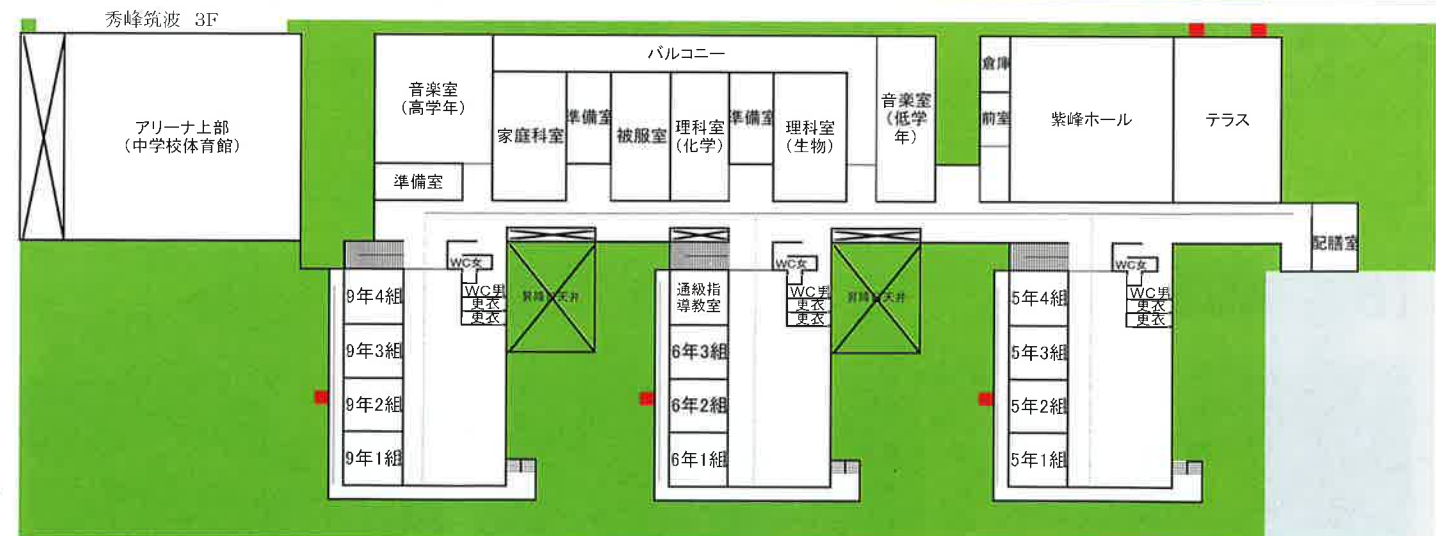 秀峰筑波 3F
アリーナ上部
(中学校体育館)
音楽室
(高学年)
準備室
バルコニー
家庭科室
準備室
被服室
理科室
(化学)
準備室
理科室
(生物)
音楽室
(低学
年)
倉庫
前室
紫峰ホール
テラス
配膳室
WC女
WC男
更衣
更衣
9年4組
9年3組
9年2組
9年1組
WC女
WC男
更衣
更衣
通級指
導教室
6年3組
6年2組
6年1組
WC女
WC男
更衣
更衣
5年4組
5年3組
5年2組
5年1組